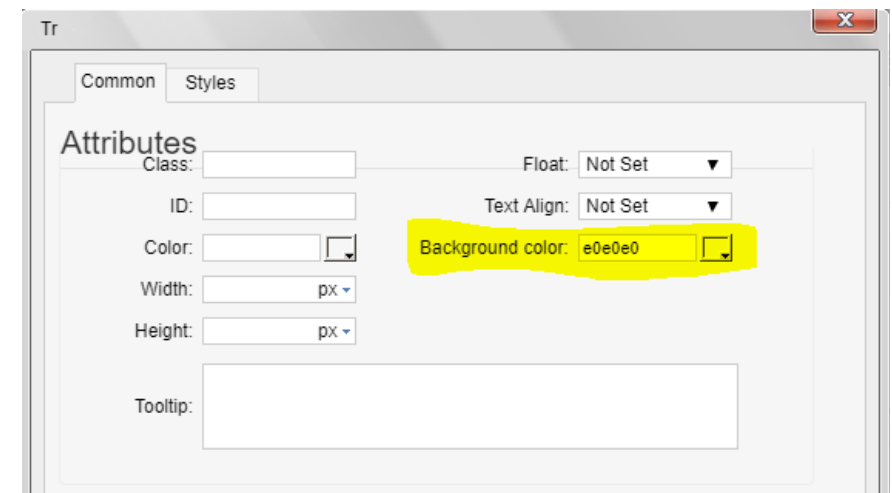 Tr
Common Styles
Attributes
Class: Float: Not Set
ID: Text Align: Not Set
Color: Background color: e0e0e0
Width: px
Height: px
Tooltip: